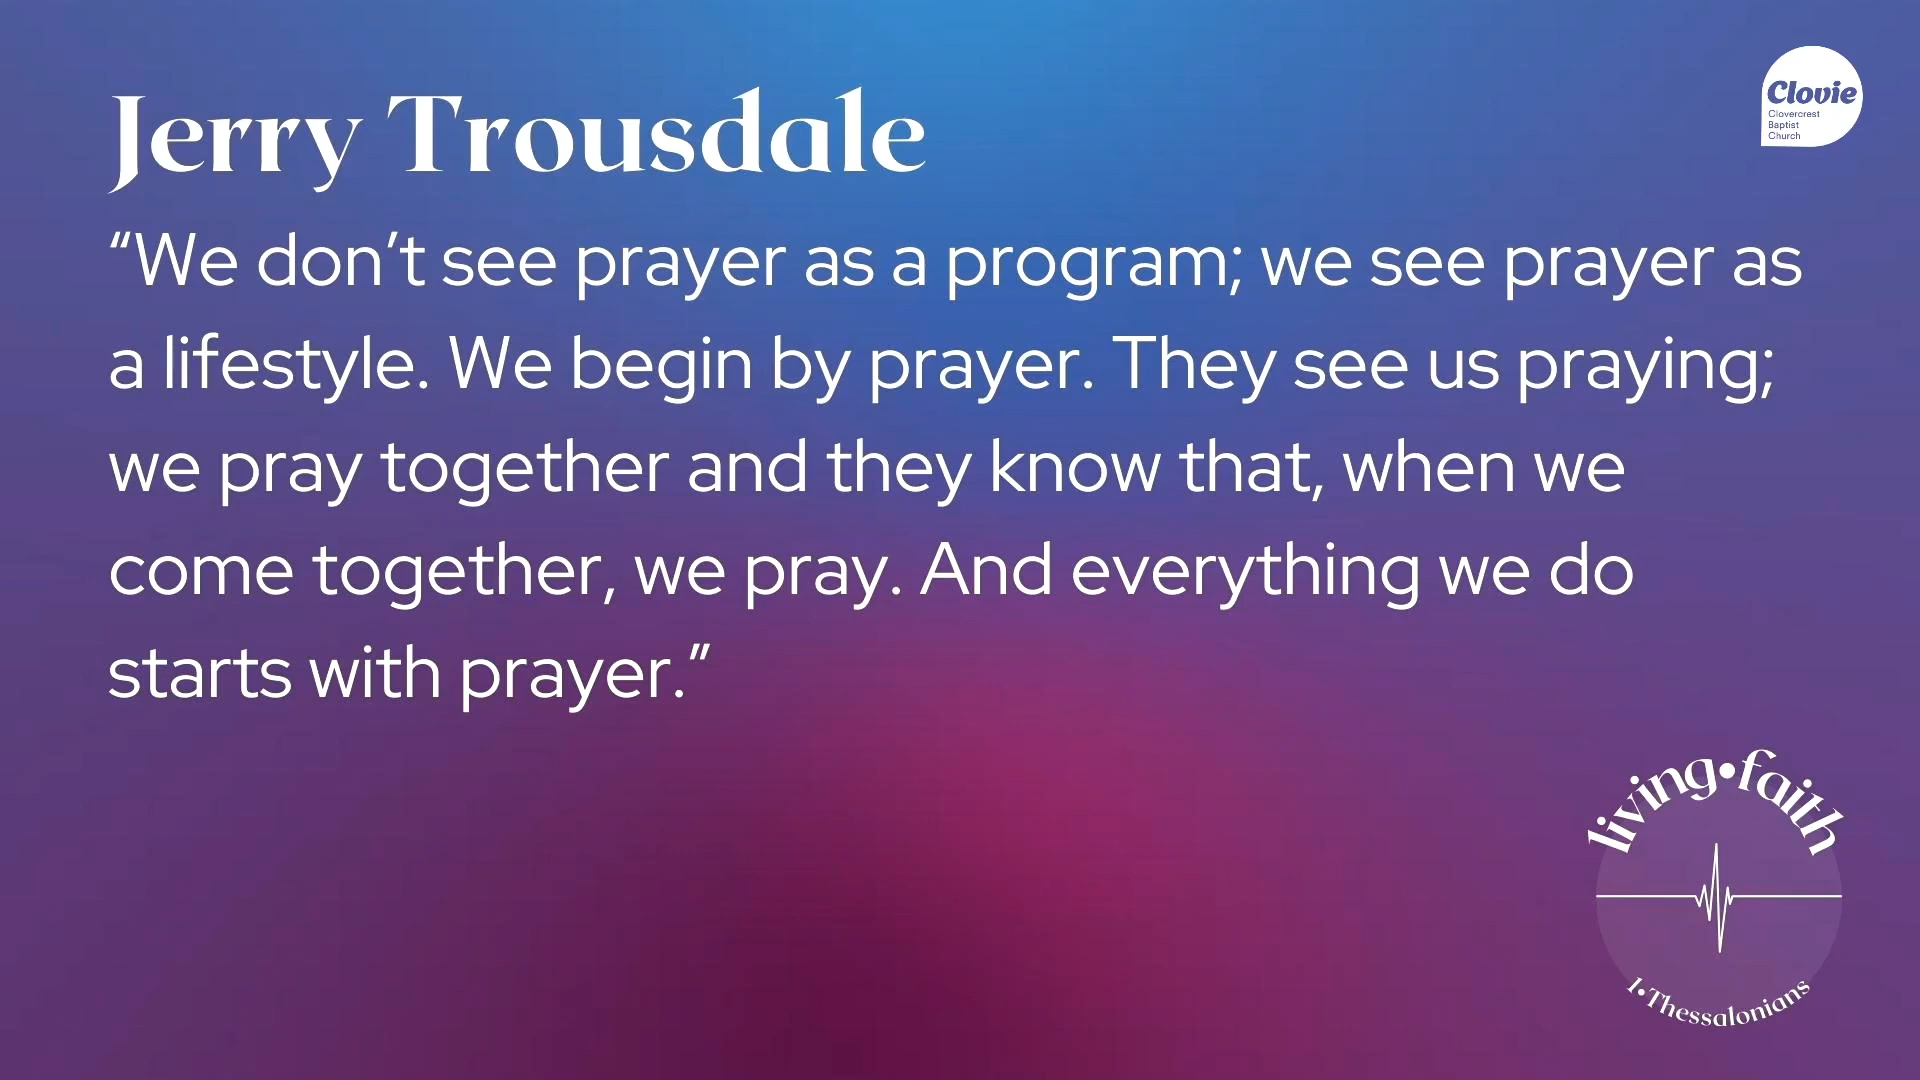 Jerry Trousdale
Clovie
Clovercrest
Baptist
Church
“We don’t see prayer as a program; we see prayer as
a lifestyle. We begin by prayer. They see us praying;
we pray together and they know that, when we
come together, we pray. And everything we do
starts with prayer.”
living•faith
1•Thessalonians